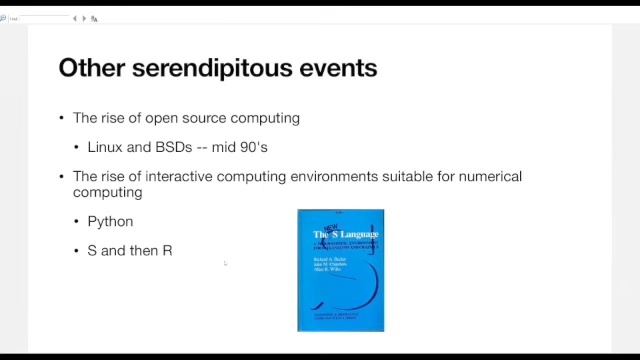 Other serendipitous events
• The rise of open source computing
• Linux and BSDs -- mid 90's
• The rise of interactive computing environments suitable for numerical
computing
• Python
• S and then R
NEW
The S Language
Richard A. Becker
John M. Chambers
Allan R. Wilks